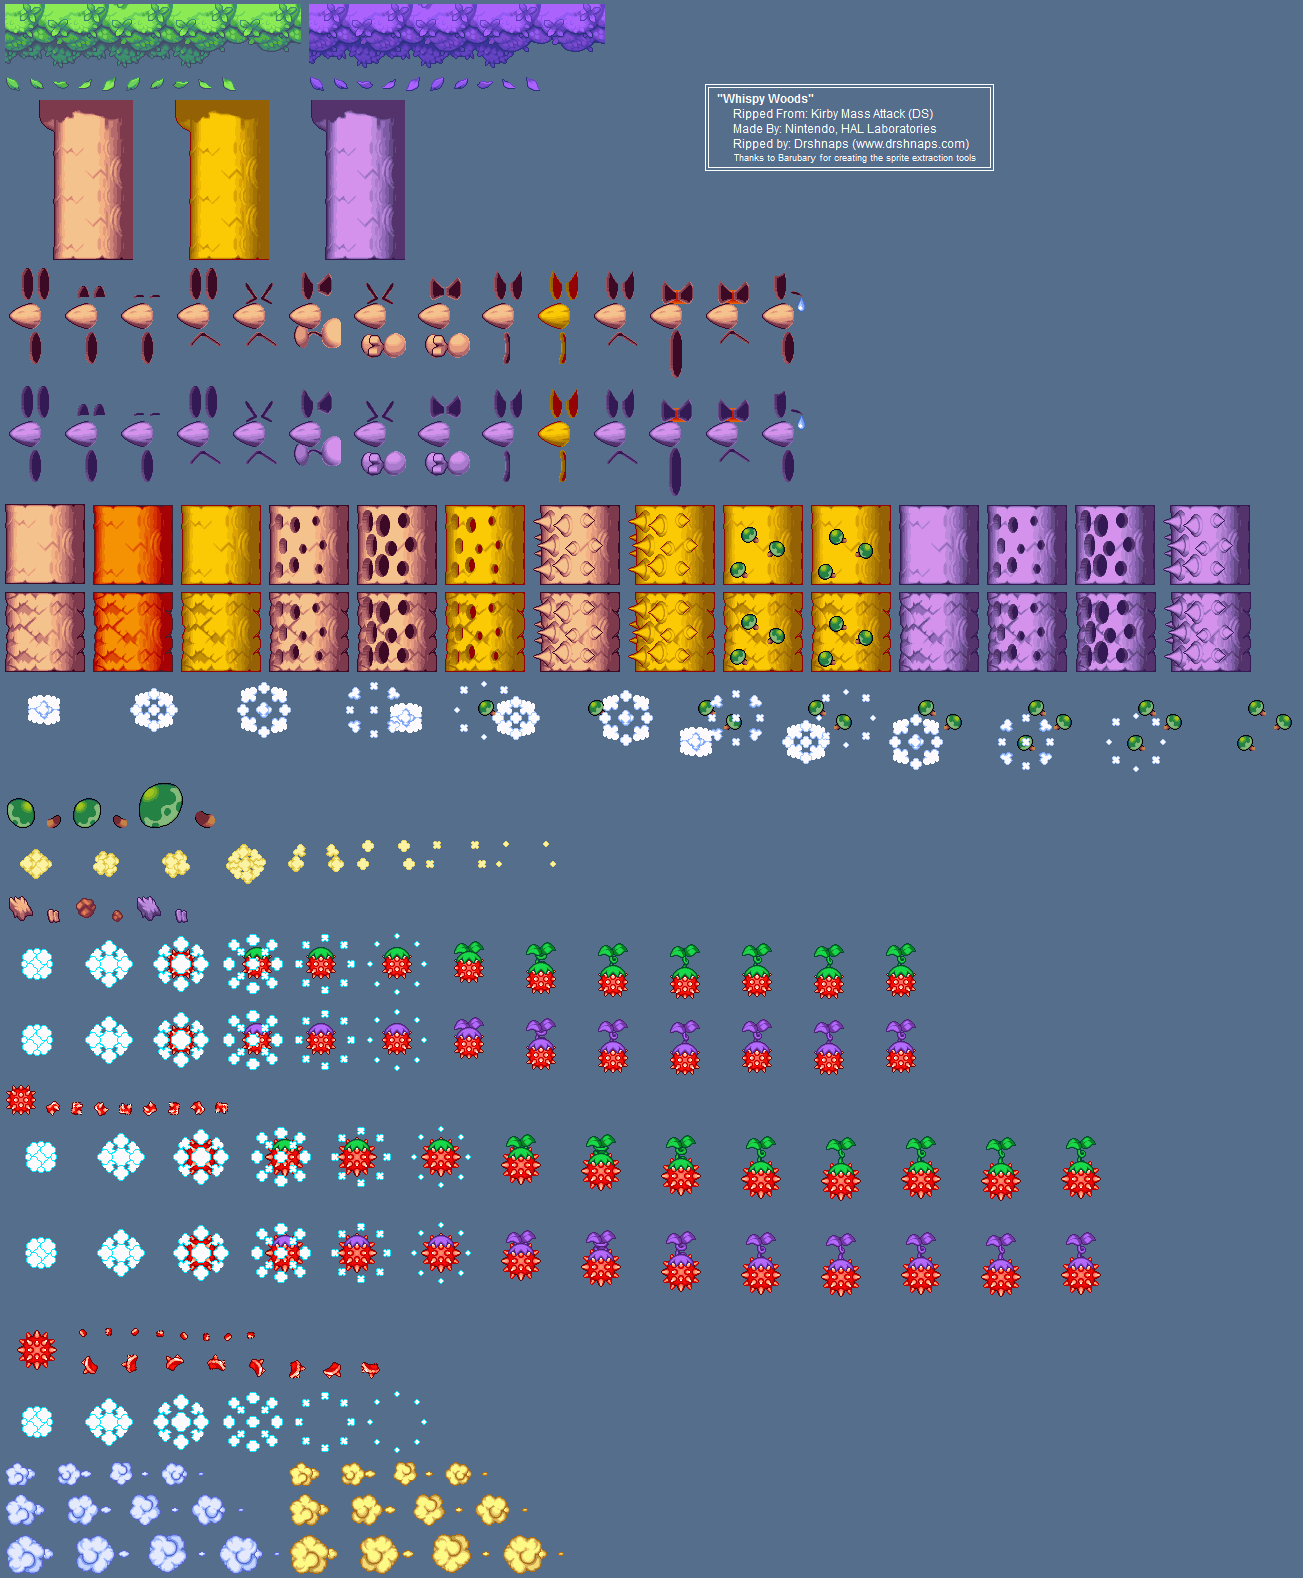 "Whispy Woods"
Ripped From: Kirby Mass Attack (DS)
Made By: Nintendo, HAL Laboratories
Ripped by: Drshnaps (www.drshnaps.com)
Thanks to Barubary for creating the sprite extraction tools